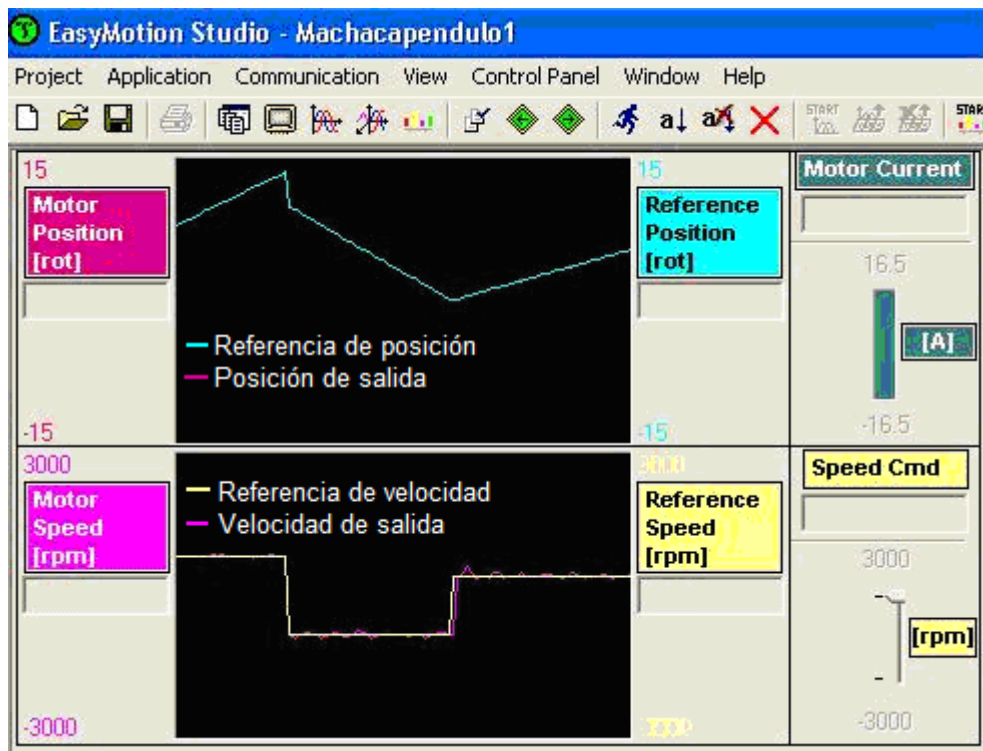 EasyMotion Studio - Machacapendulo1
Project Application Communication View Control Panel Window Help
START
START
15
Motor
Position
[rot]
-15
Referencia de posición
Posición de salida
15
Reference
Position
[rot]
-15
Motor Current
16.5
[A]
-16.5
3000
Motor
Speed
[rpm]
-3000
Referencia de velocidad
Velocidad de salida
Reference
Speed
[rpm]
Speed Cmd
3000
[rpm]
-3000